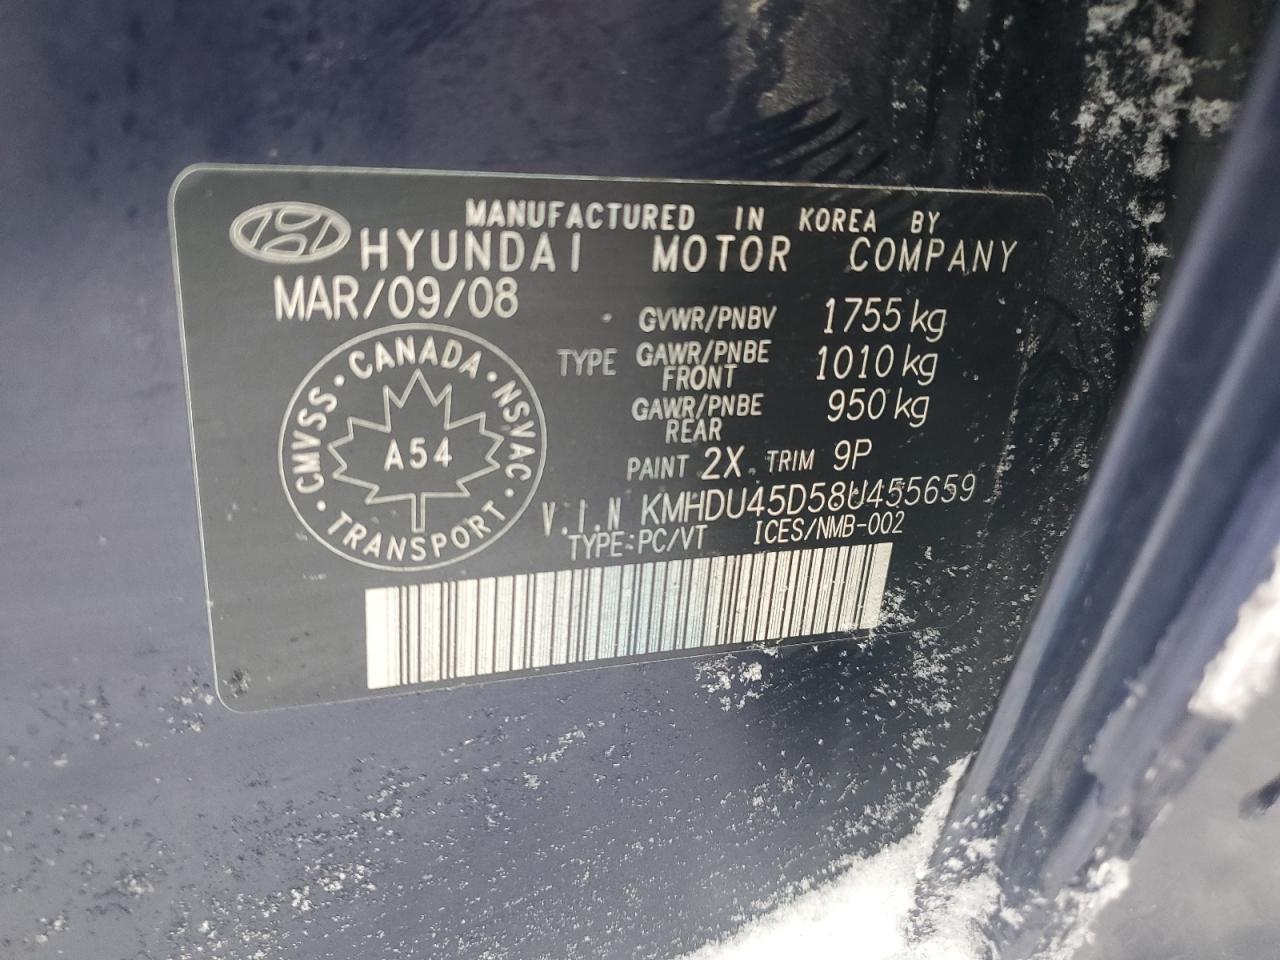 MANUFACTURED IN KOREA BY
HYUNDAI MOTOR COMPANY
MAR/09/08
GVWR/PNBV 1755 kg
TYPE GAWR/PNBE FRONT 1010 kg
GAWR/PNBE REAR 950 kg
PAINT 2X TRIM 9P
V.I.N KMHDU45D58U455659
TYPE:PC/VT ICES/NMB-002
CMVSS • CANADA • NSVAC • TRANSPORT •
A54